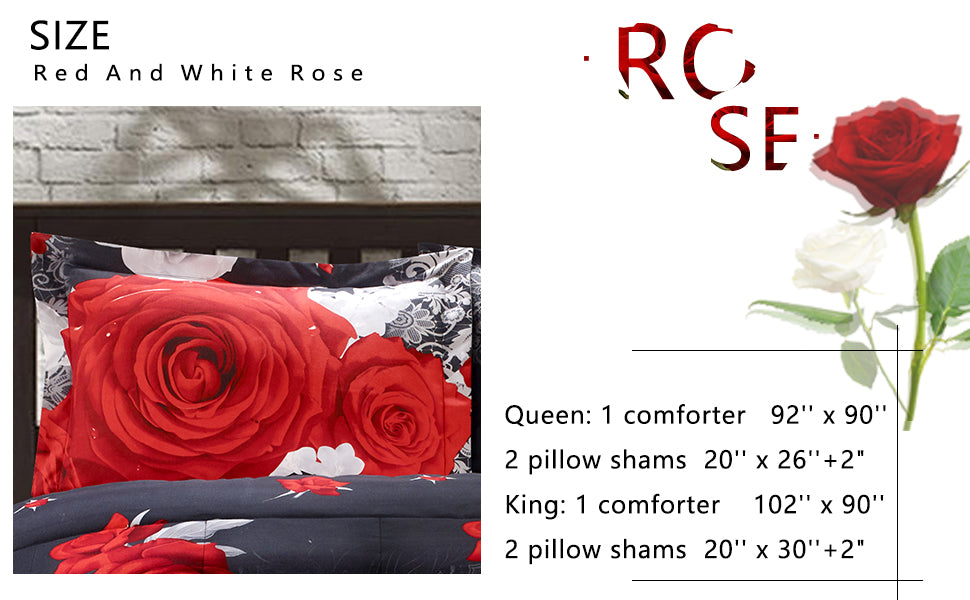 SIZE
Red And White Rose
RO
SE
Queen: 1 comforter 92'' x 90''
2 pillow shams 20'' x 26''+2"
King: 1 comforter 102'' x 90''
2 pillow shams 20'' x 30''+2"